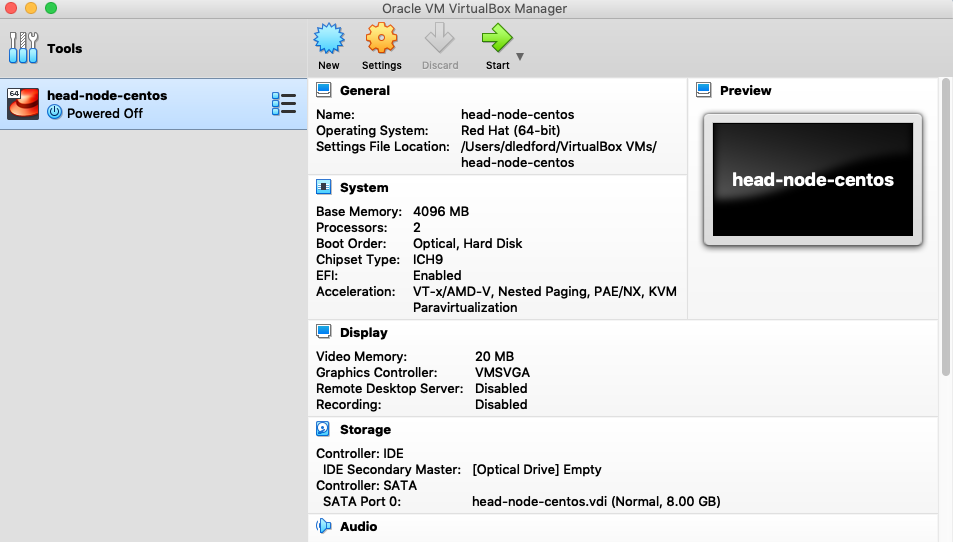 Oracle VM VirtualBox Manager
Tools
New
Settings
Discard
Start
64
head-node-centos
Powered Off
General
Name: head-node-centos
Operating System: Red Hat (64-bit)
Settings File Location: /Users/dledford/VirtualBox VMs/
head-node-centos
Preview
head-node-centos
System
Base Memory: 4096 MB
Processors: 2
Boot Order: Optical, Hard Disk
Chipset Type: ICH9
EFI: Enabled
Acceleration: VT-x/AMD-V, Nested Paging, PAE/NX, KVM
Paravirtualization
Display
Video Memory: 20 MB
Graphics Controller: VMSVGA
Remote Desktop Server: Disabled
Recording: Disabled
Storage
Controller: IDE
IDE Secondary Master: [Optical Drive] Empty
Controller: SATA
SATA Port 0: head-node-centos.vdi (Normal, 8.00 GB)
Audio